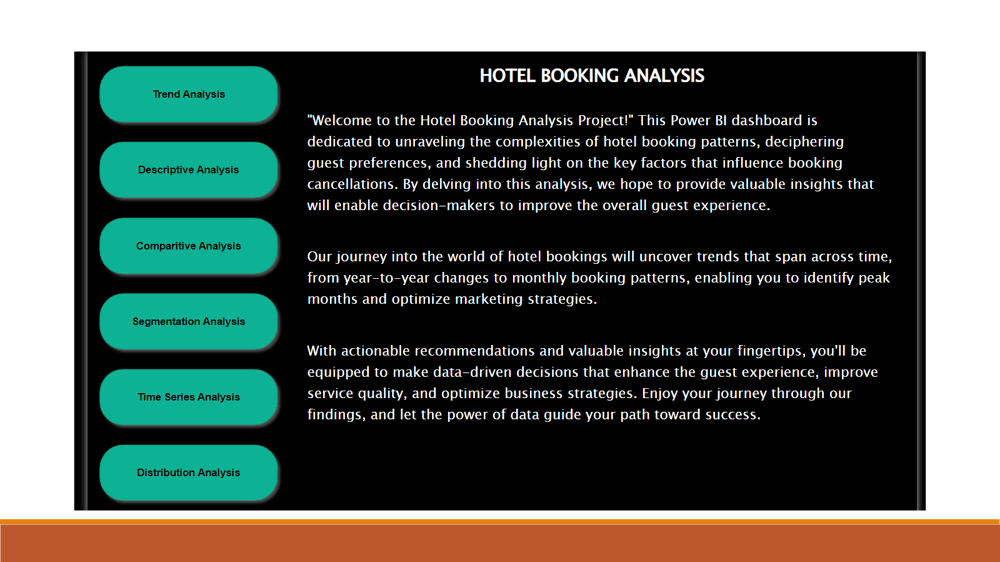 Trend Analysis
Descriptive Analysis
Comparitive Analysis
Segmentation Analysis
Time Series Analysis
Distribution Analysis
HOTEL BOOKING ANALYSIS
"Welcome to the Hotel Booking Analysis Project!" This Power BI dashboard is
dedicated to unraveling the complexities of hotel booking patterns, deciphering
guest preferences, and shedding light on the key factors that influence booking
cancellations. By delving into this analysis, we hope to provide valuable insights that
will enable decision-makers to improve the overall guest experience.
Our journey into the world of hotel bookings will uncover trends that span across time,
from year-to-year changes to monthly booking patterns, enabling you to identify peak
months and optimize marketing strategies.
With actionable recommendations and valuable insights at your fingertips, you'll be
equipped to make data-driven decisions that enhance the guest experience, improve
service quality, and optimize business strategies. Enjoy your journey through our
findings, and let the power of data guide your path toward success.